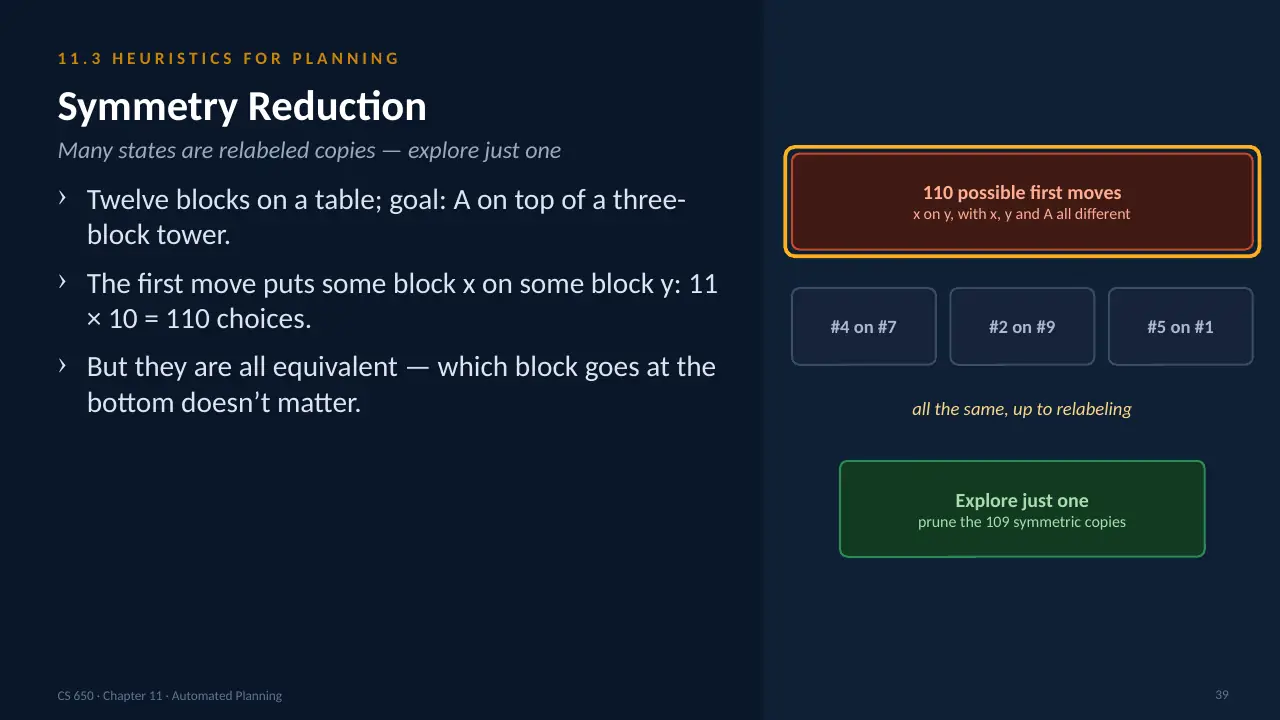 11.3 HEURISTICS FOR PLANNING
Symmetry Reduction
Many states are relabeled copies — explore just one
› Twelve blocks on a table; goal: A on top of a three-
block tower.
› The first move puts some block x on some block y: 11
× 10 = 110 choices.
› But they are all equivalent — which block goes at the
bottom doesn’t matter.
110 possible first moves
x on y, with x, y and A all different
#4 on #7
#2 on #9
#5 on #1
all the same, up to relabeling
Explore just one
prune the 109 symmetric copies
CS 650 · Chapter 11 · Automated Planning
39